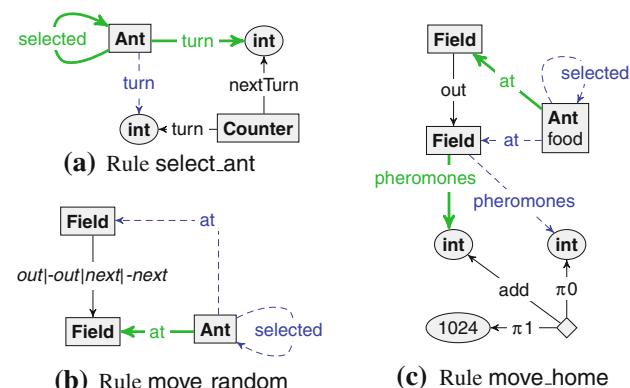 selected
Ant
turn
int
turn
nextTurn
int
turn
Counter
(a) Rule select_ant
Field
at
out|-out|next|-next
Field
at
Ant
selected
(b) Rule move_random
Field
selected
at
out
Ant
food
Field
at
pheromones
pheromones
int
int
add
π0
1024
π1
(c) Rule move_home